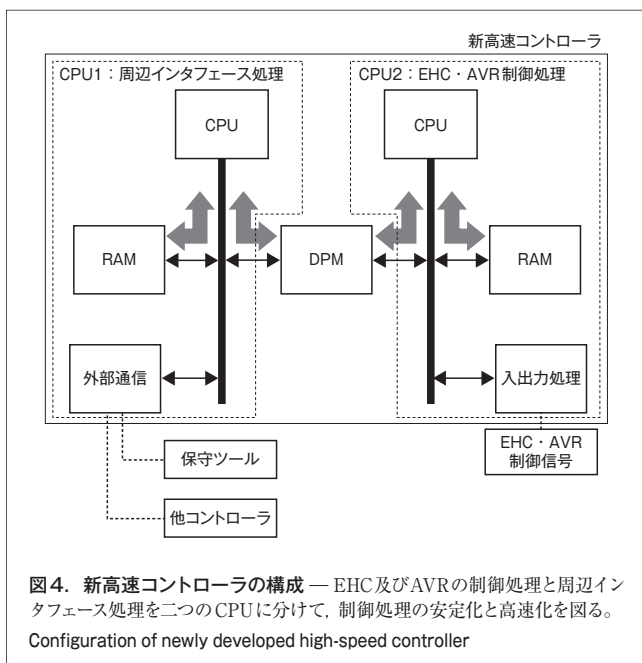 新高速コントローラ
CPU1：周辺インタフェース処理
CPU2：EHC・AVR制御処理
CPU
CPU
RAM
DPM
RAM
外部通信
入出力処理
保守ツール
EHC・AVR
制御信号
他コントローラ
図4．新高速コントローラの構成 — EHC及びAVRの制御処理と周辺イン
タフェース処理を二つのCPUに分けて，制御処理の安定化と高速化を図る。
Configuration of newly developed high-speed controller